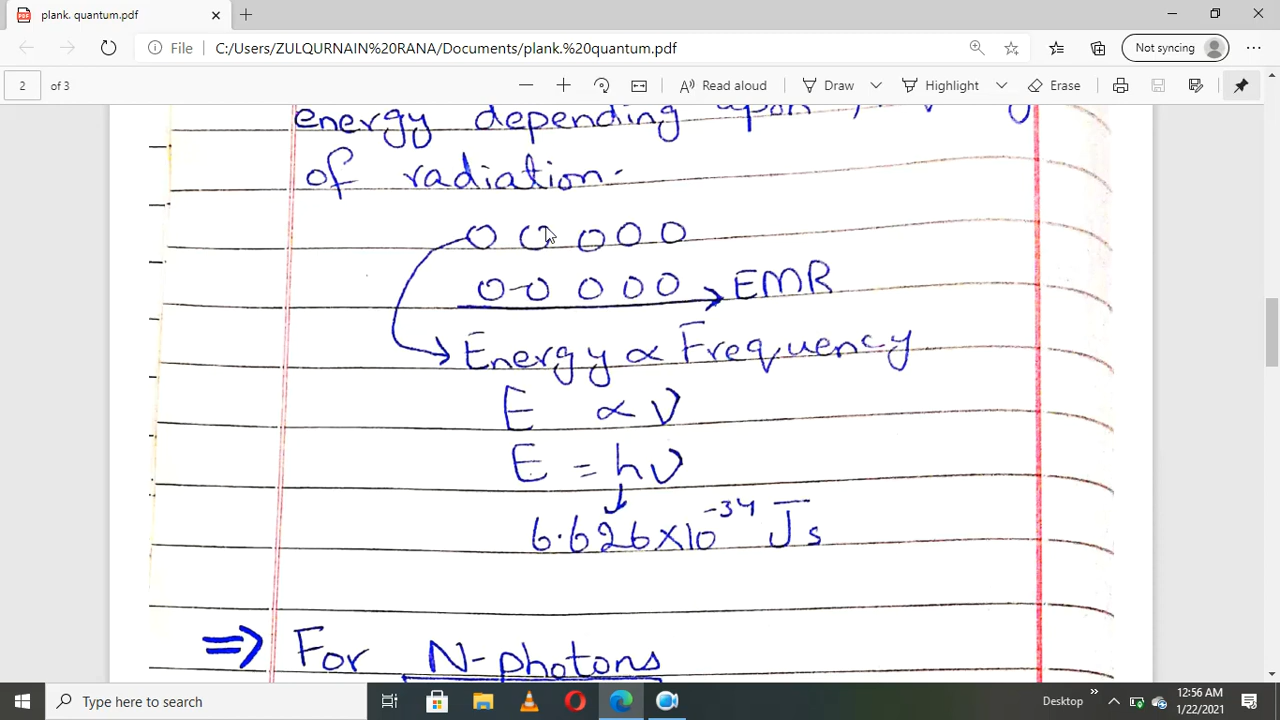 plank. quantum.pdf
File C:/Users/ZULQURNAIN%20RANA/Documents/plank.%20quantum.pdf Not syncing
2 of 3 Read aloud Draw Highlight Erase
energy depending upon
of radiation.
O O O O O
O-O O O O → EMR
Energy ∝ Frequency
E ∝ ν
E = hν
6.626×10⁻³⁴ Js
⇒ For N-photons
Type here to search Desktop 12:56 AM
1/22/2021